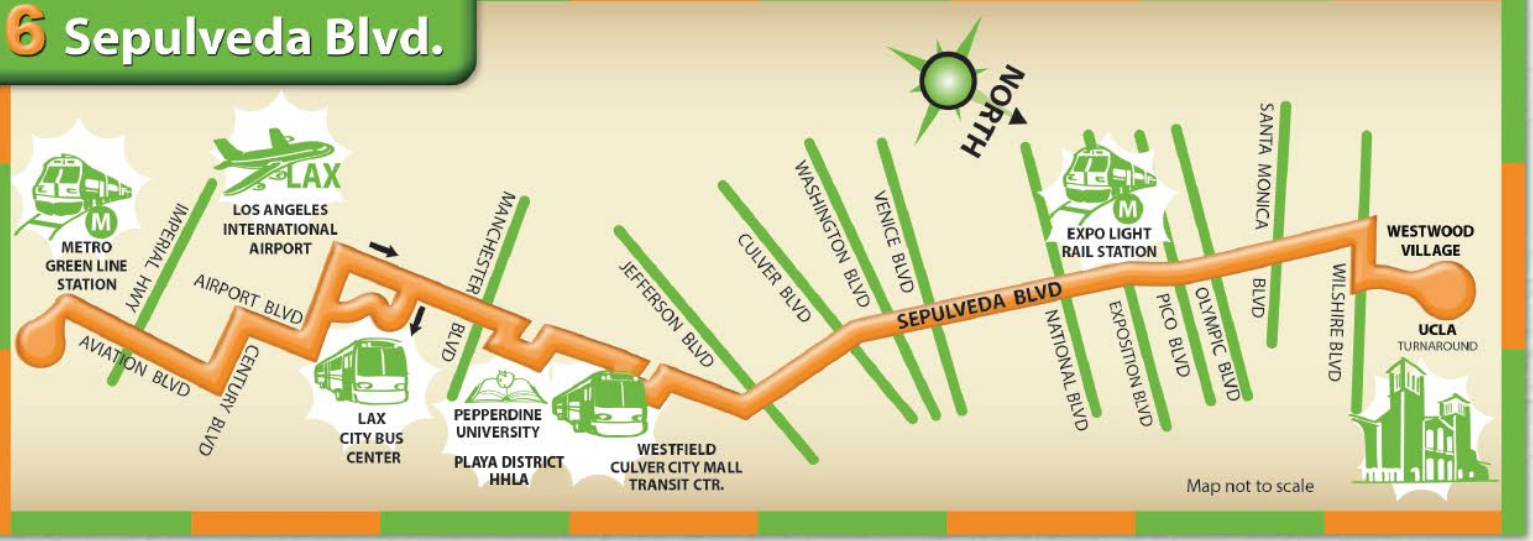 6 Sepulveda Blvd.
NORTH
METRO
GREEN LINE
STATION
M
IMPERIAL HWY
AVIATION BLVD
LAX
LOS ANGELES
INTERNATIONAL
AIRPORT
AIRPORT BLVD
CENTURY BLVD
LAX
CITY BUS
CENTER
MANCHESTER
BLVD
PEPPERDINE
UNIVERSITY
PLAYA DISTRICT
HHLA
WESTFIELD
CULVER CITY MALL
TRANSIT CTR.
JEFFERSON BLVD
CULVER BLVD
WASHINGTON BLVD
VENICE BLVD
SEPULVEDA BLVD
NATIONAL BLVD
M
EXPO LIGHT
RAIL STATION
EXPOSITION BLVD
PICO BLVD
OLYMPIC BLVD
SANTA MONICA
BLVD
WILSHIRE BLVD
WESTWOOD
VILLAGE
UCLA
TURNAROUND
Map not to scale